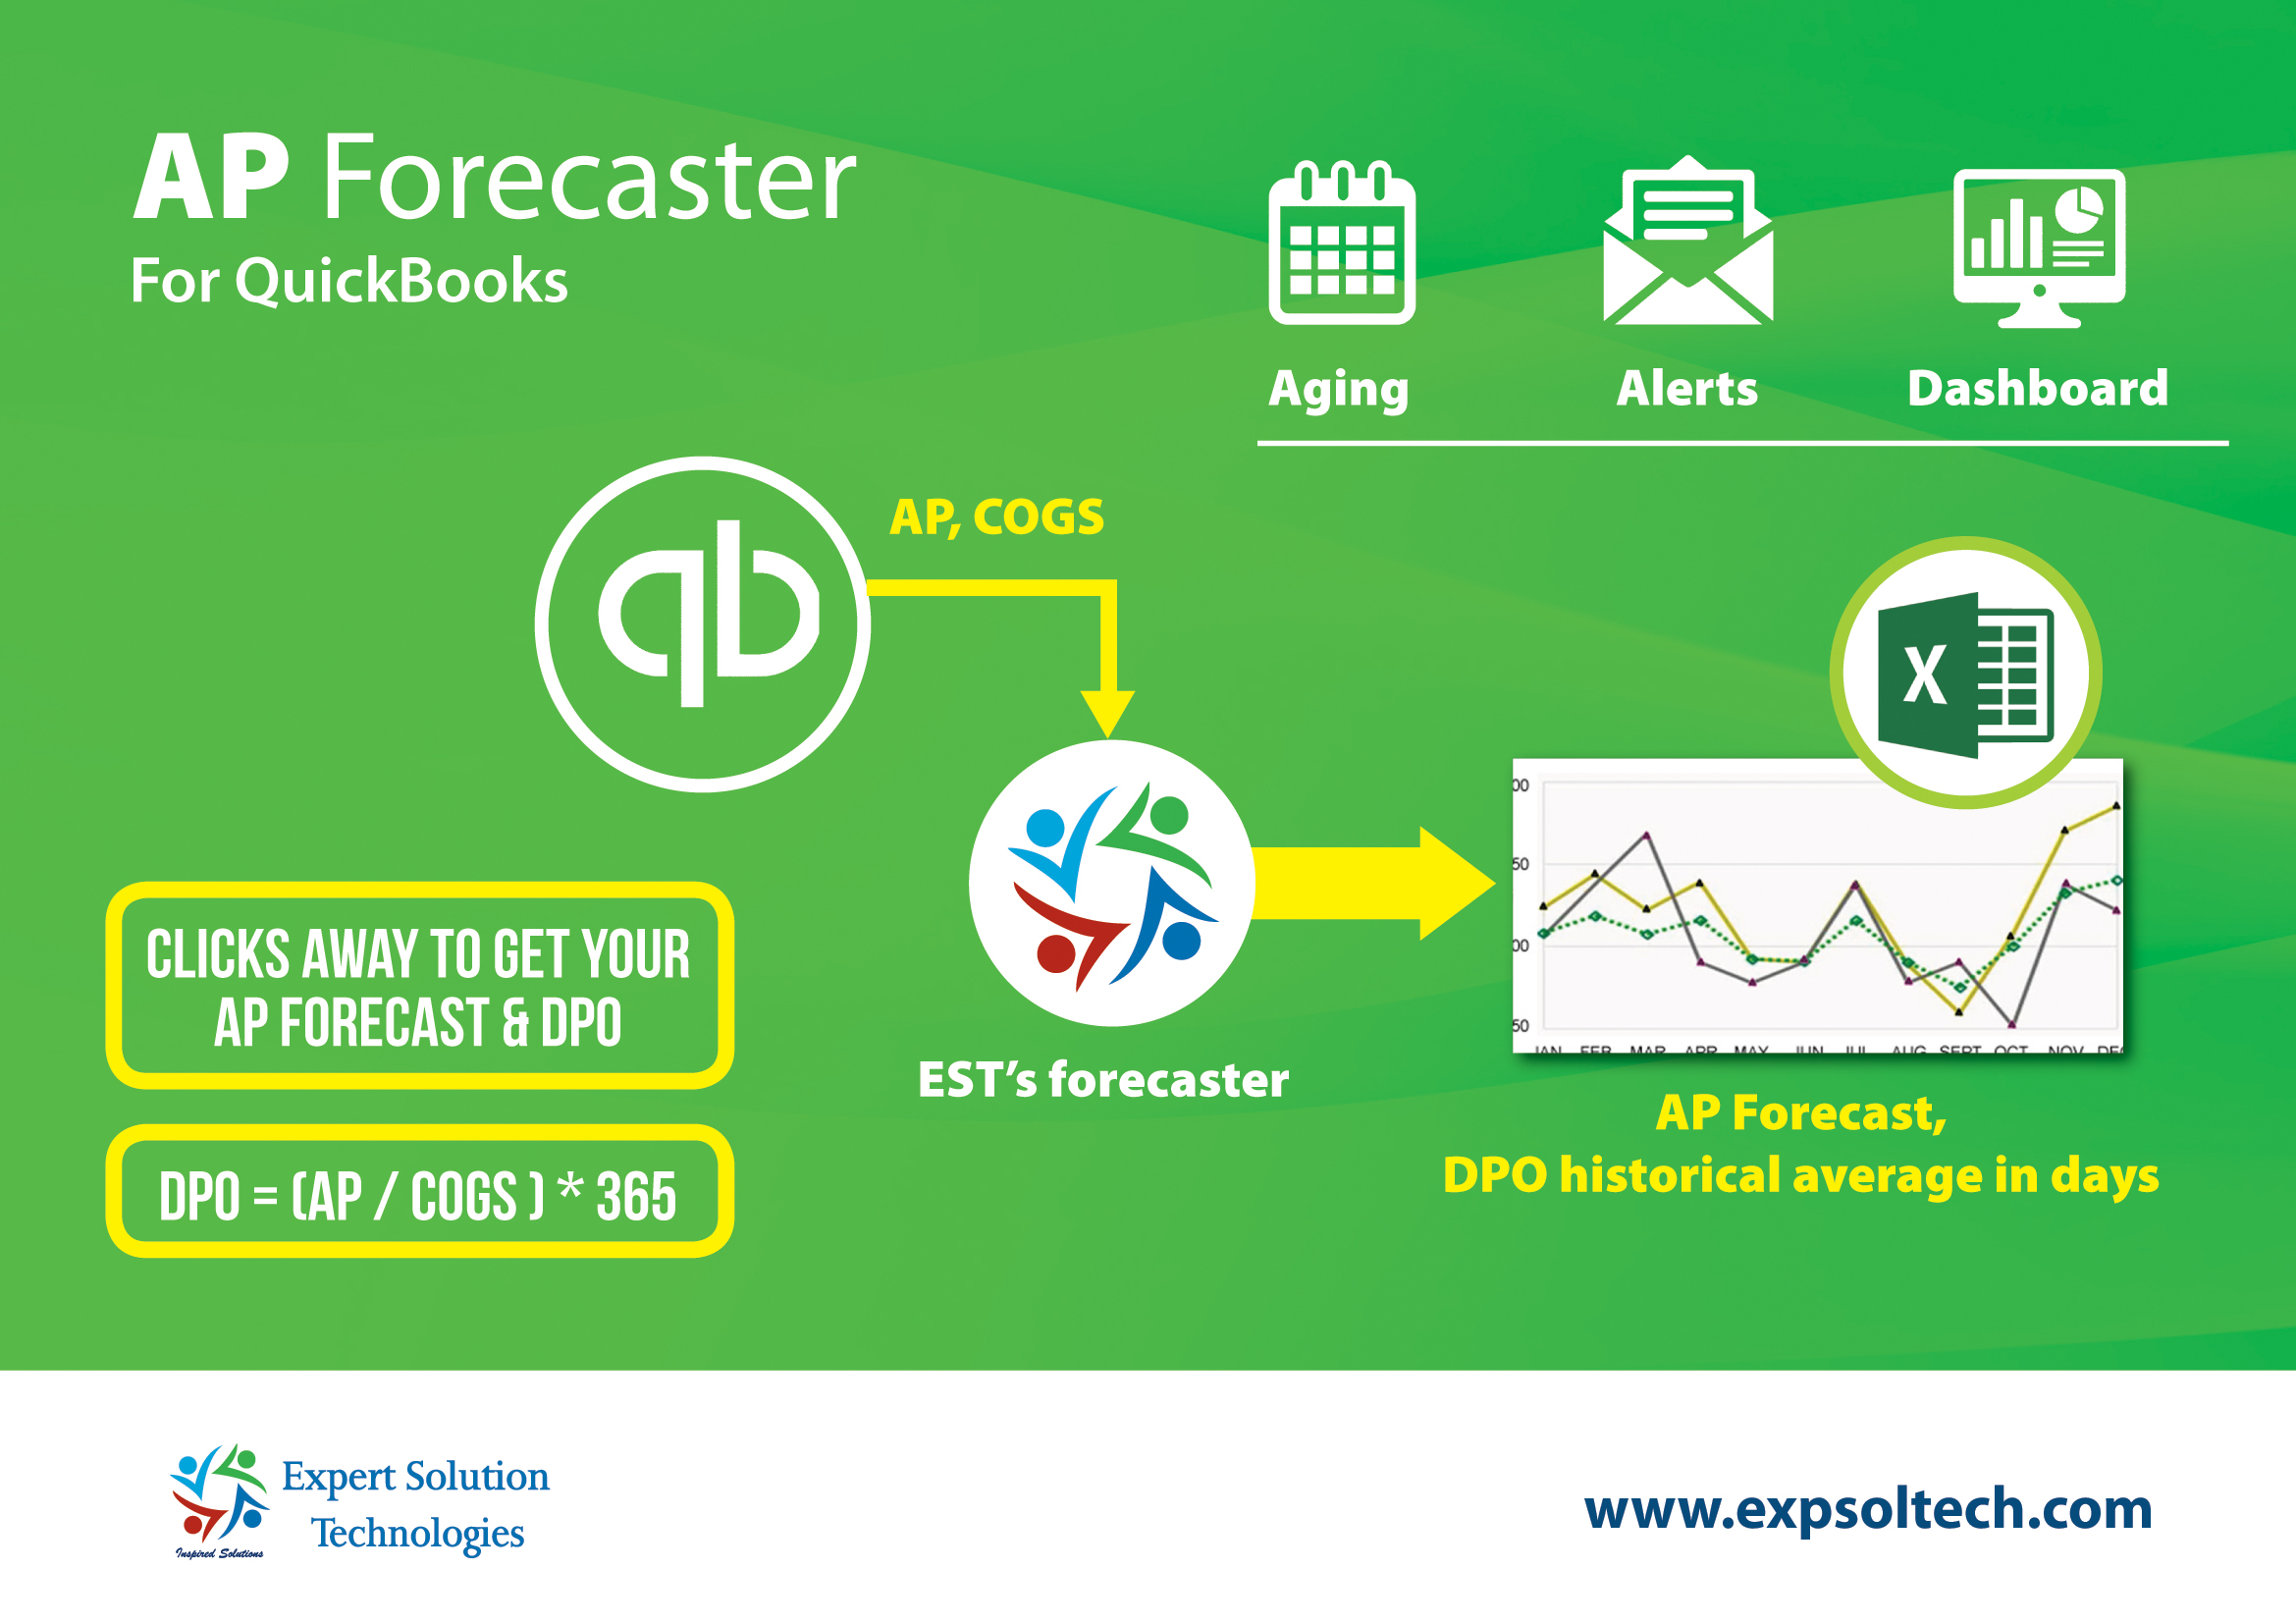 AP Forecaster
For QuickBooks
Aging
Alerts
Dashboard
AP, COGS
X
00
50
00
50
JAN FEB MAR APR MAY JUN JUL AUG SEPT OCT NOV DEC
EST's forecaster
CLICKS AWAY TO GET YOUR
AP FORECAST & DPO
DPO = (AP / COGS ) * 365
AP Forecast,
DPO historical average in days
Expert Solution
Technologies
Inspired Solutions
www.expsoltech.com